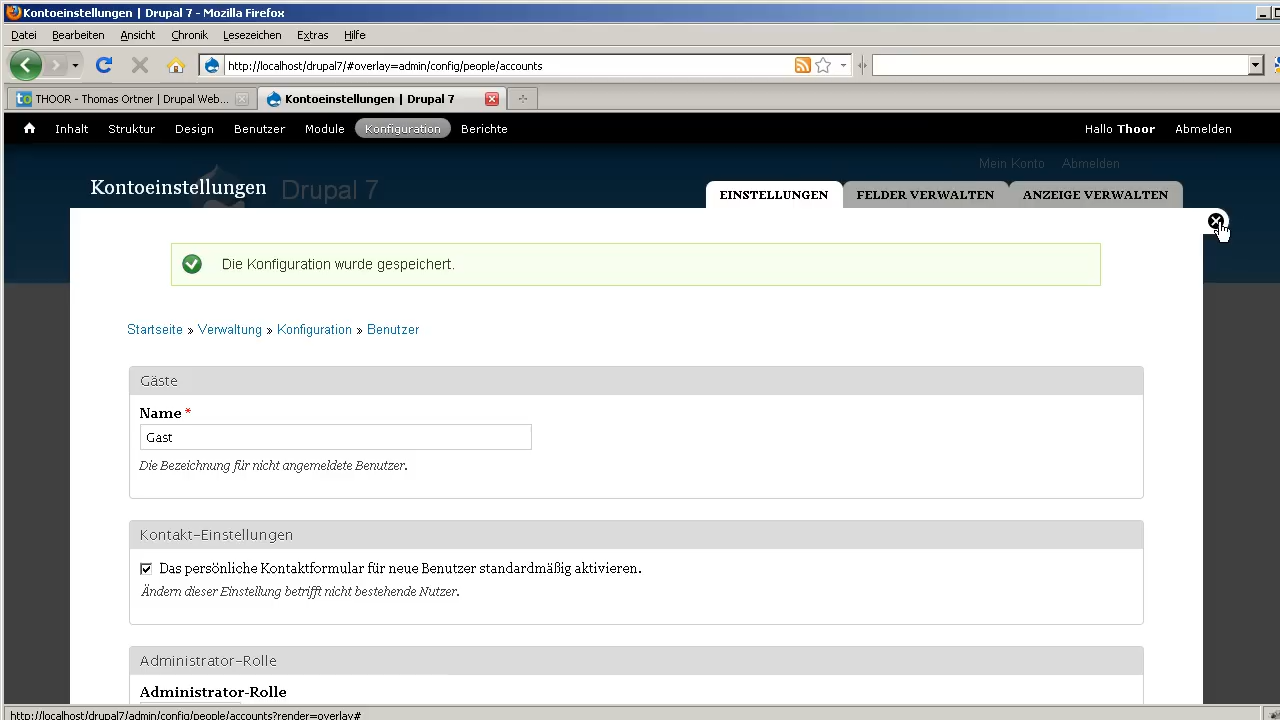 Kontoeinstellungen | Drupal 7 - Mozilla Firefox
Datei Bearbeiten Ansicht Chronik Lesezeichen Extras Hilfe
http://localhost/drupal7/#overlay=admin/config/people/accounts
THOOR - Thomas Ortner | Drupal Web... Kontoeinstellungen | Drupal 7
Inhalt Struktur Design Benutzer Module Konfiguration Berichte Hallo Thoor Abmelden
Mein Konto Abmelden
Kontoeinstellungen Drupal 7 EINSTELLUNGEN FELDER VERWALTEN ANZEIGE VERWALTEN
Die Konfiguration wurde gespeichert.
Startseite » Verwaltung » Konfiguration » Benutzer
Gäste
Name *
Gast
Die Bezeichnung für nicht angemeldete Benutzer.
Kontakt-Einstellungen
Das persönliche Kontaktformular für neue Benutzer standardmäßig aktivieren.
Ändern dieser Einstellung betrifft nicht bestehende Nutzer.
Administrator-Rolle
Administrator-Rolle
http://localhost/drupal7/admin/config/people/accounts?render=overlay#